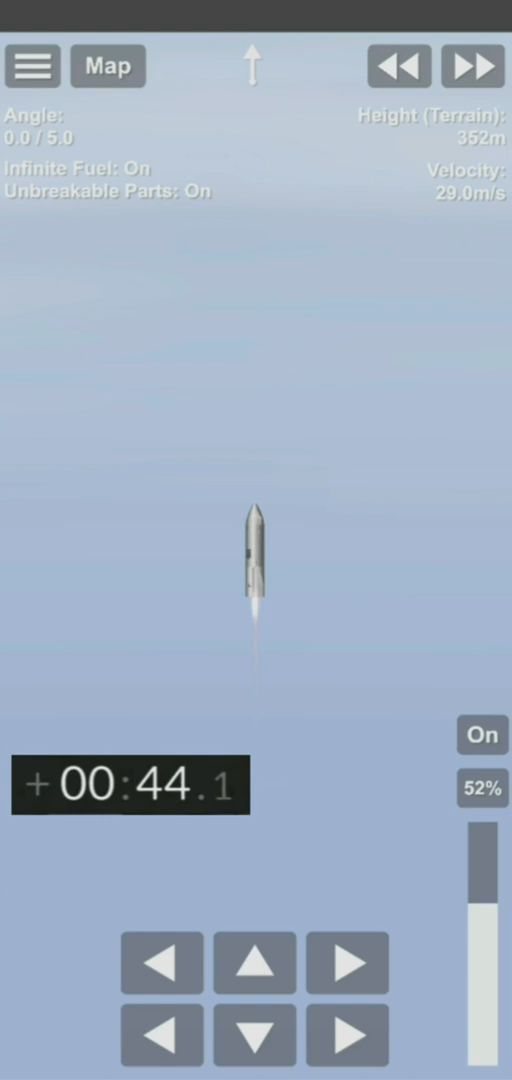 Map
Angle:
0.0 / 5.0
Infinite Fuel: On
Unbreakable Parts: On
Height (Terrain):
352m
Velocity:
29.0m/s
+00:44.1
On
52%